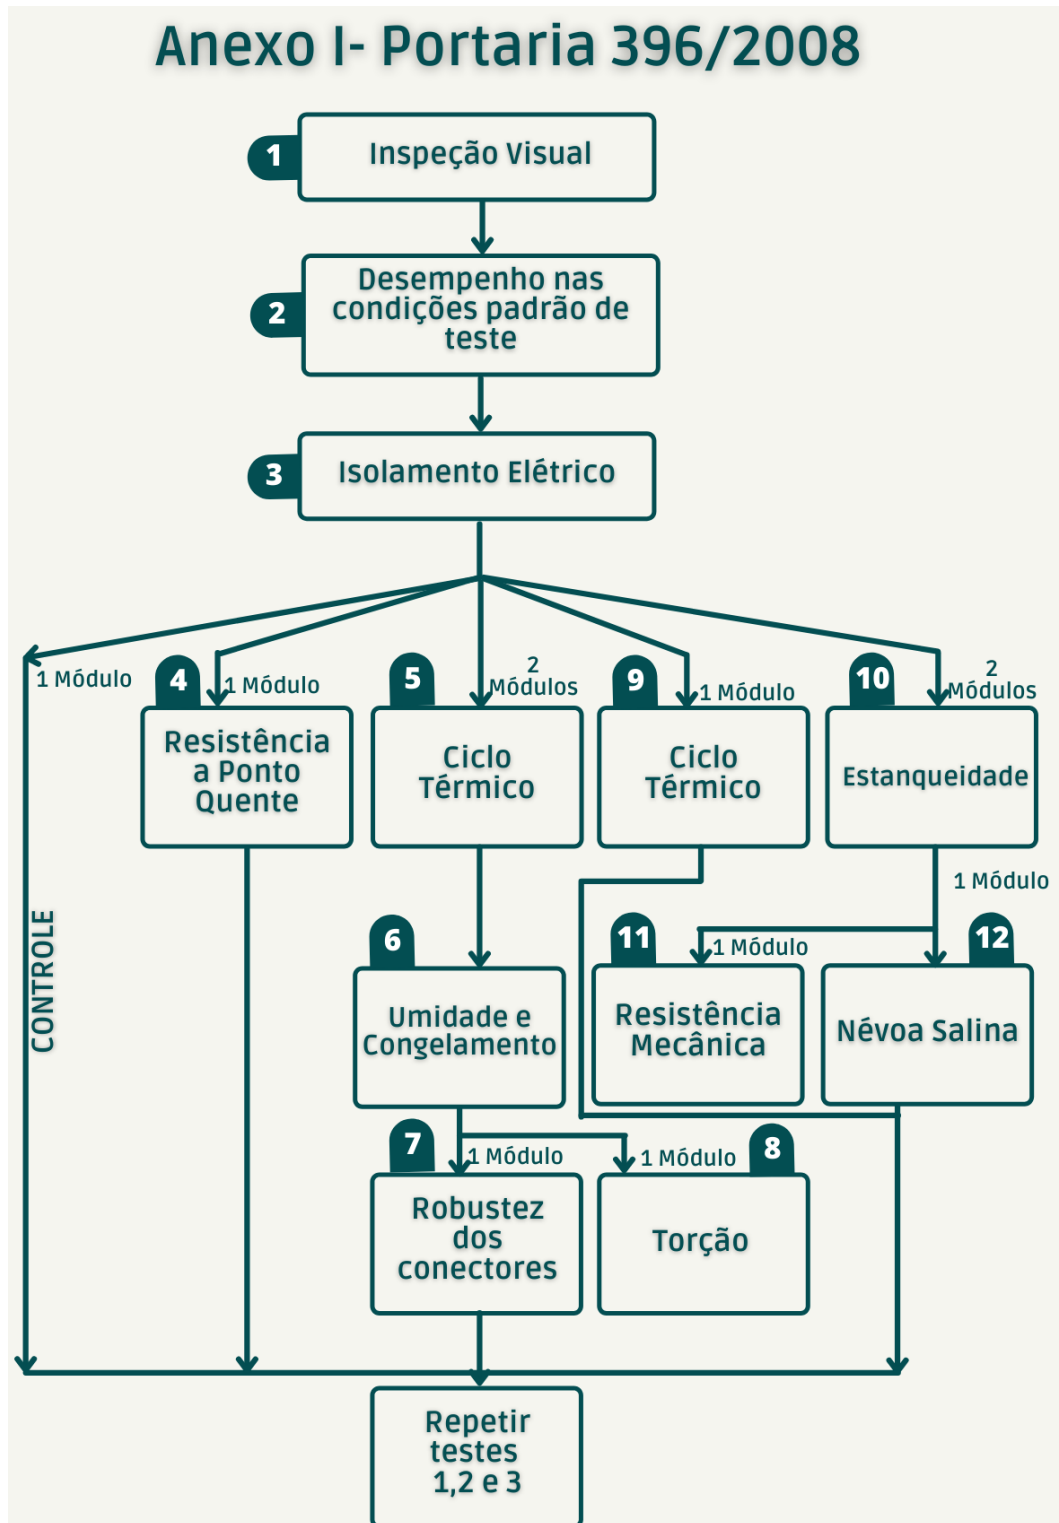 Anexo I- Portaria 396/2008
1
Inspeção Visual
2
Desempenho nas
condições padrão de
teste
3
Isolamento Elétrico
1 Módulo
4
1 Módulo
5
2
Módulos
9
1 Módulo
10
2
Módulos
Resistência
a Ponto
Quente
Ciclo
Térmico
Ciclo
Térmico
Estanqueidade
1 Módulo
CONTROLE
6
11
1 Módulo
12
Umidade e
Congelamento
Resistência
Mecânica
Névoa Salina
7
1 Módulo
1 Módulo
8
Robustez
dos
conectores
Torção
Repetir
testes
1,2 e 3